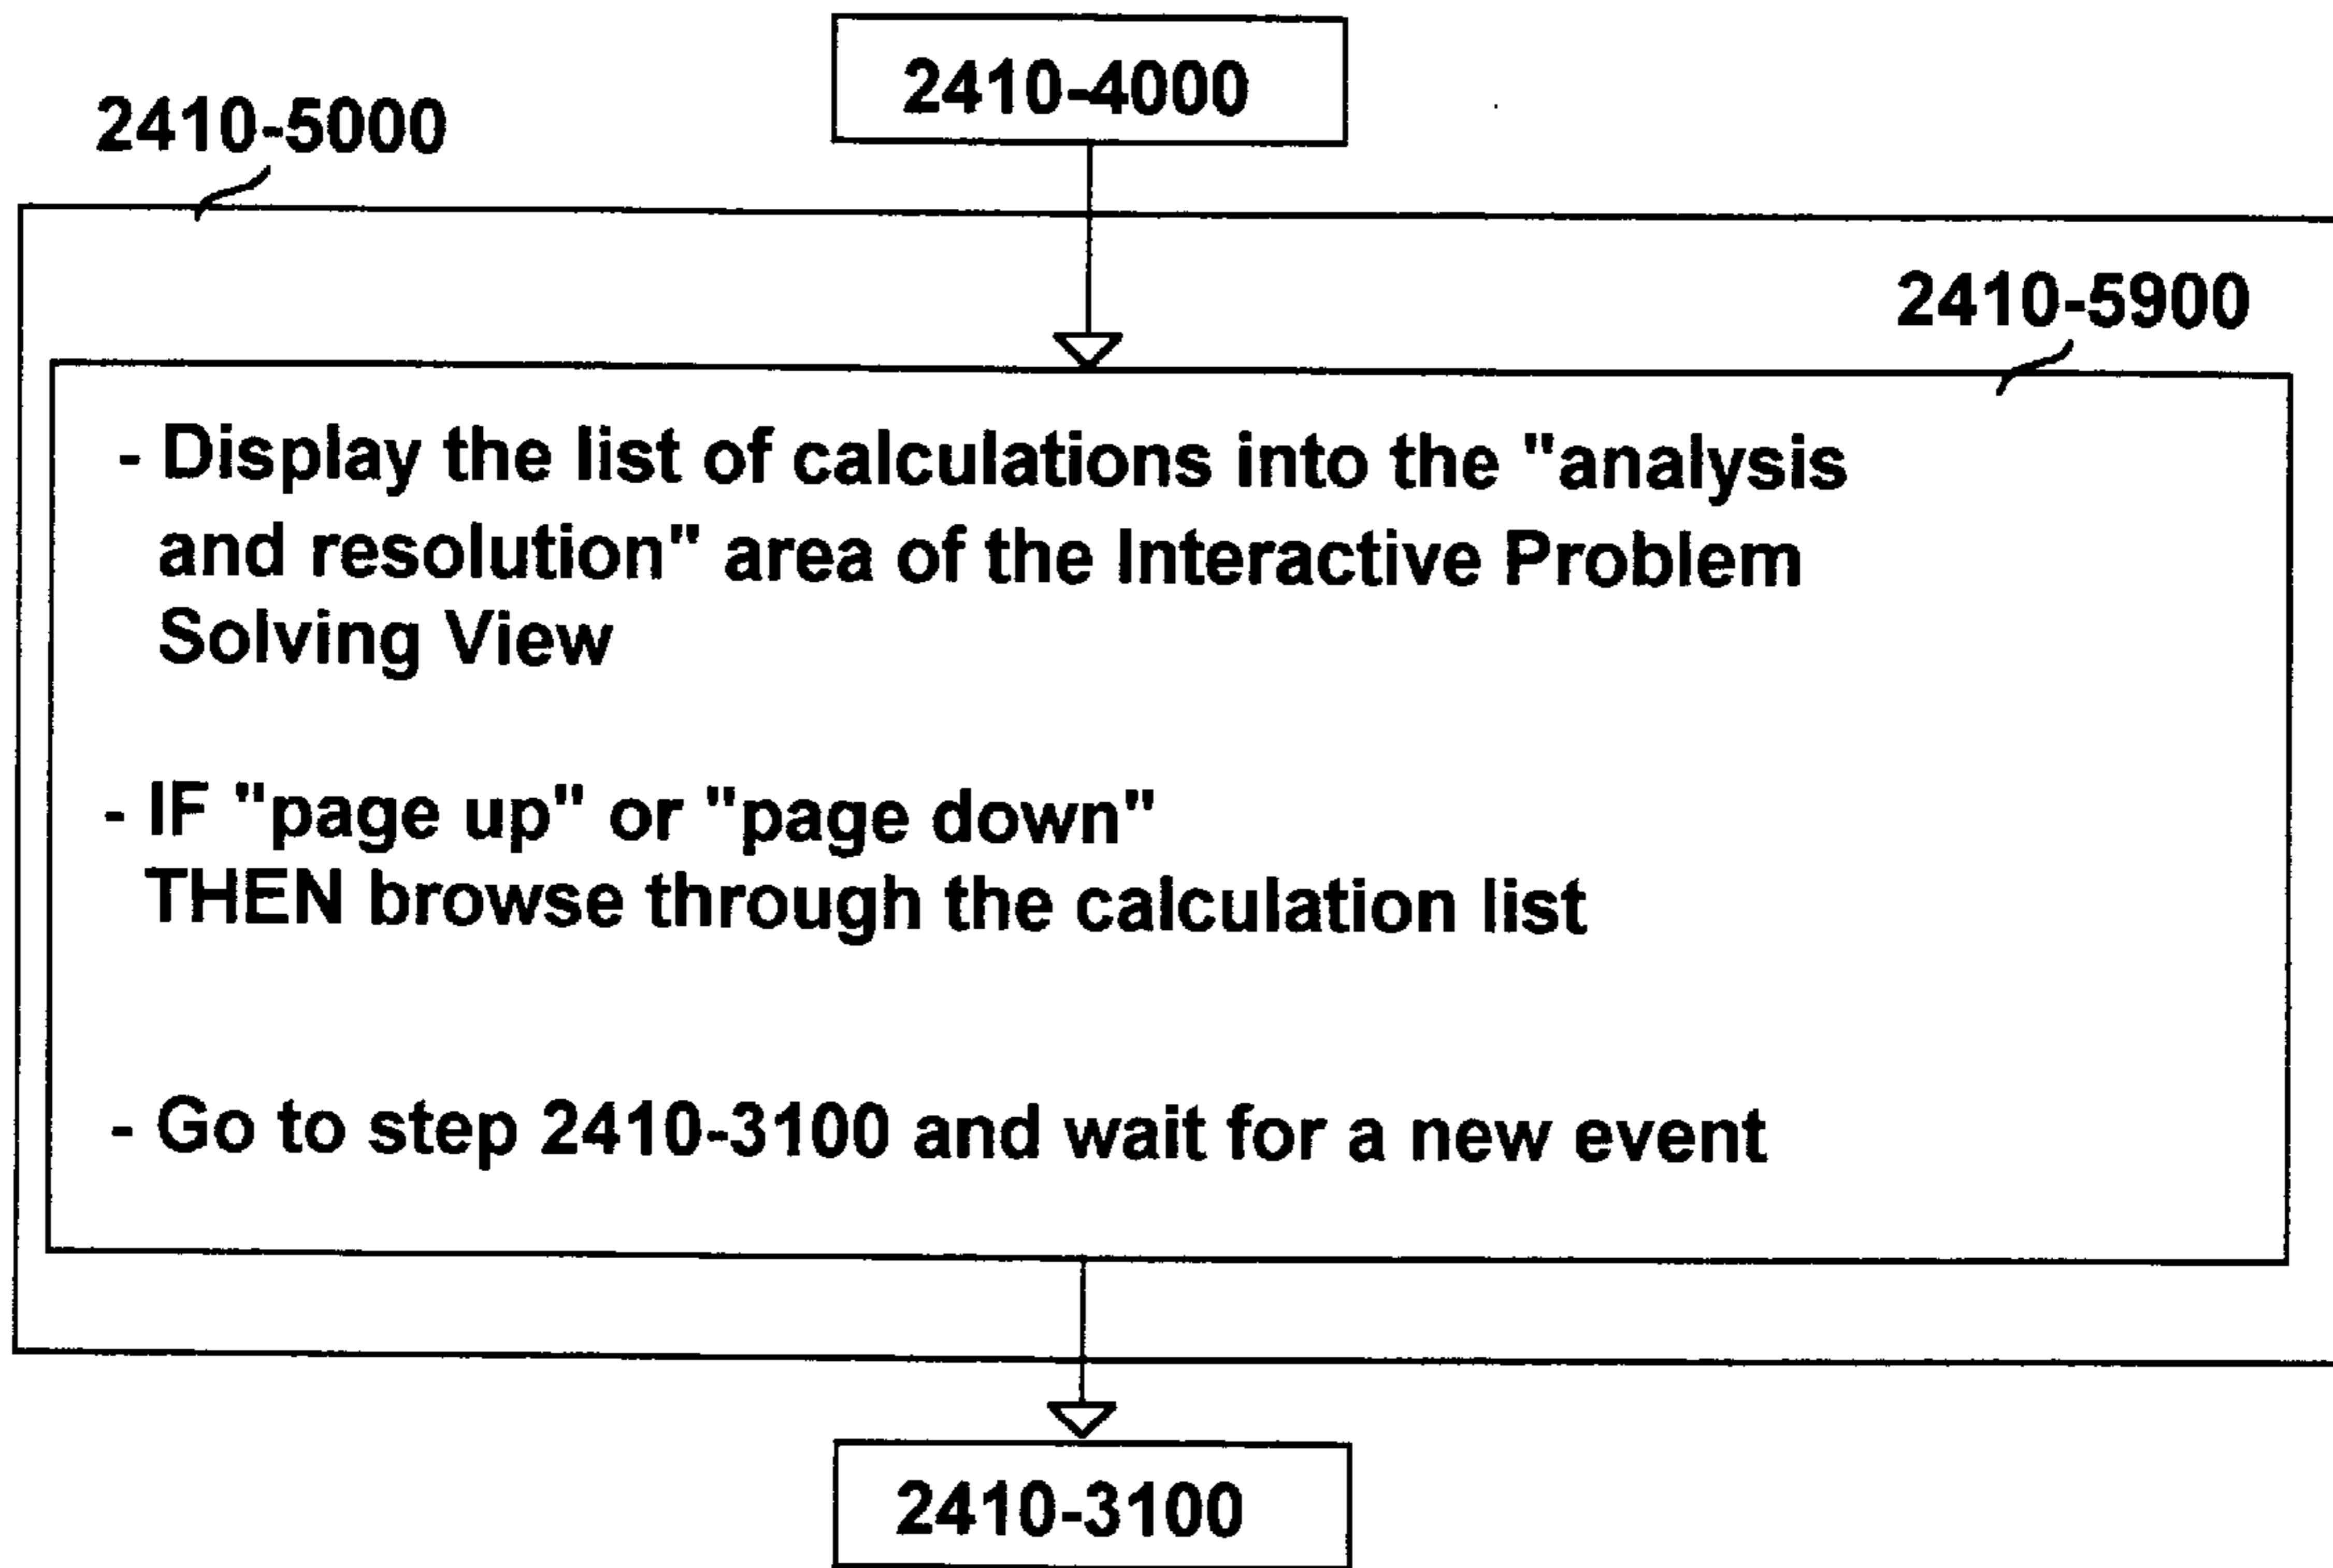 2410-4000
2410-5000
2410-5900
- Display the list of calculations into the "analysis
and resolution" area of the Interactive Problem
Solving View
- IF "page up" or "page down"
THEN browse through the calculation list
- Go to step 2410-3100 and wait for a new event
2410-3100